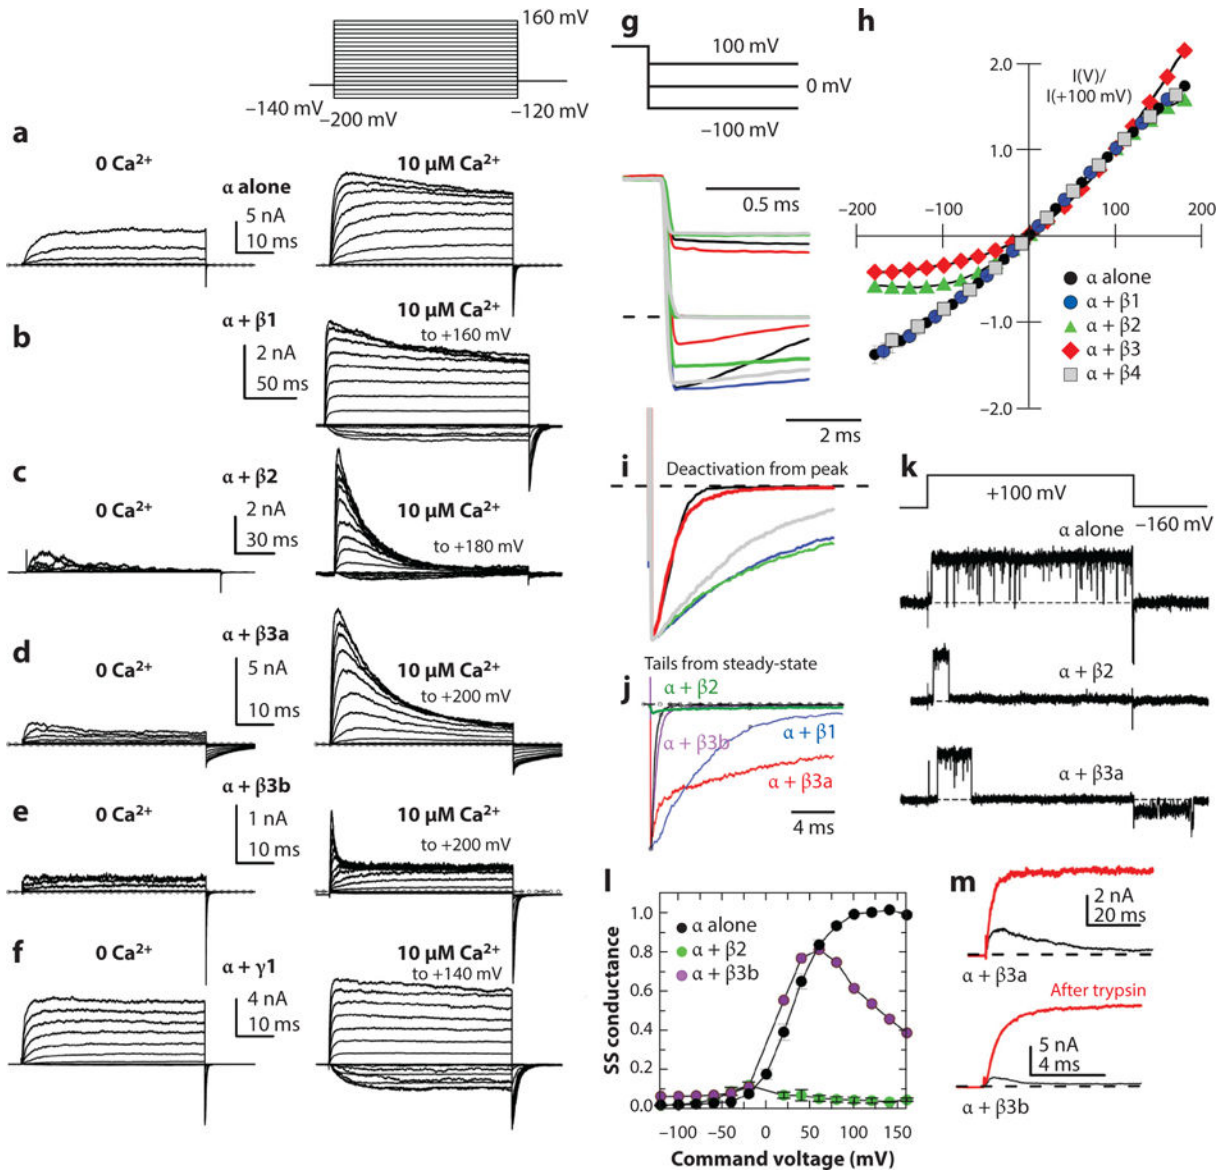 160 mV
−140 mV
−200 mV
−120 mV
a
0 Ca²⁺
α alone
5 nA
10 ms
10 μM Ca²⁺
b
α + β1
2 nA
50 ms
10 μM Ca²⁺
to +160 mV
c
0 Ca²⁺
α + β2
2 nA
30 ms
10 μM Ca²⁺
to +180 mV
d
0 Ca²⁺
α + β3a
5 nA
10 ms
10 μM Ca²⁺
to +200 mV
e
0 Ca²⁺
α + β3b
1 nA
10 ms
10 μM Ca²⁺
to +200 mV
f
0 Ca²⁺
α + γ1
4 nA
10 ms
10 μM Ca²⁺
to +140 mV
g
100 mV
0 mV
−100 mV
0.5 ms
2 ms
h
I(V)/
I(+100 mV)
2.0
1.0
−1.0
−2.0
−200
−100
100
200
α alone
α + β1
α + β2
α + β3
α + β4
i
Deactivation from peak
j
Tails from steady-state
α + β2
α + β3b
α + β1
α + β3a
4 ms
k
+100 mV
−160 mV
α alone
α + β2
α + β3a
l
SS conductance
1.0
0.8
0.6
0.4
0.2
0.0
α alone
α + β2
α + β3b
−100
−50
0
50
100
150
Command voltage (mV)
m
2 nA
20 ms
α + β3a
After trypsin
5 nA
4 ms
α + β3b